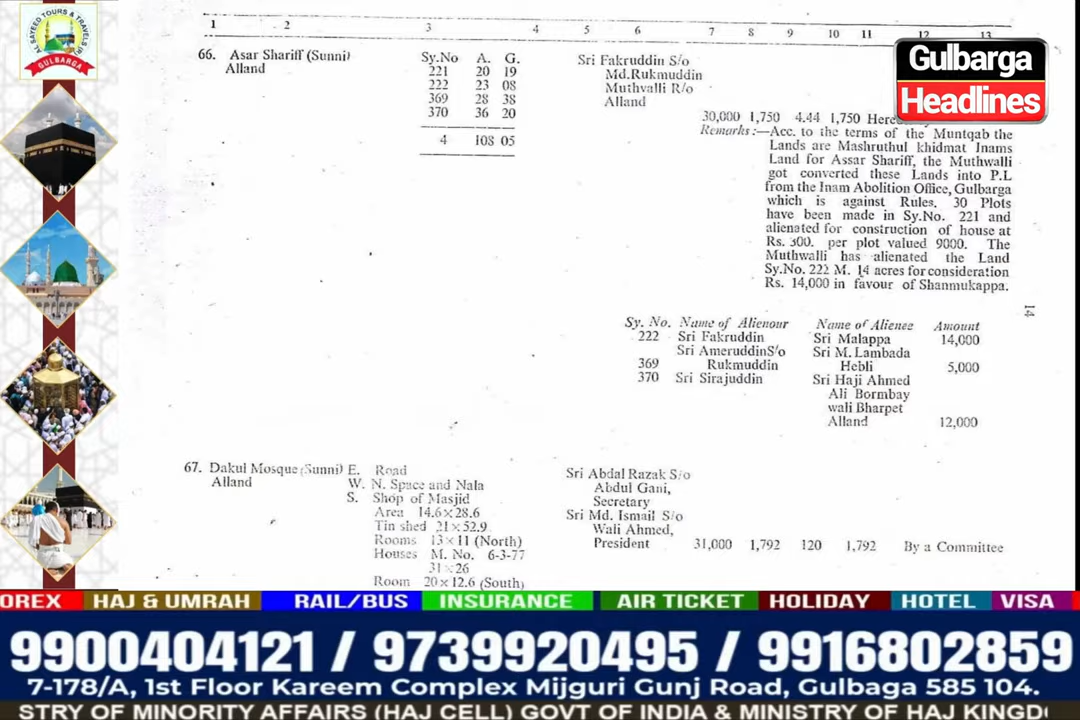 AL SAYEED TOURS & TRAVELS
GULBARGA
Gulbarga
Headlines
1 2 3 4 5 6 7 8 9 10 11 12 13
66. Asar Shariff (Sunni)
Alland
Sy.No A. G.
221 20 19
222 23 08
369 28 38
370 36 20
4 108 05
Sri Fakruddin S/o
Md.Rukmuddin
Muthvalli R/o
Alland
30,000 1,750 4.44 1,750
Remarks :—Acc. to the terms of the Muntqab the
Lands are Mashruthul khidmat Inams
Land for Assar Shariff, the Muthwalli
got converted these Lands into P.L
from the Inam Abolition Office, Gulbarga
which is against Rules. 30 Plots
have been made in Sy.No. 221 and
alienated for construction of house at
Rs. 300. per plot valued 9000. The
Muthwalli has alienated the Land
Sy.No. 222 M. 14 acres for consideration
Rs. 14,000 in favour of Shanmukappa.
14
Sy. No. Name of Alienour Name of Alienee Amount
222 Sri Fakruddin Sri Malappa 14,000
Sri AmeruddinS/o Sri M. Lambada
369 Rukmuddin Hebli 5,000
370 Sri Sirajuddin Sri Haji Ahmed
Ali Bormbay
wali Bharpet
Alland 12,000
67. Dakul Mosque (Sunni)
Alland
E. Road
W. N. Space and Nala
S. Shop of Masjid
Area 14.6×28.6
Tin shed 21×52.9
Rooms 13×11 (North)
Houses M. No. 6-3-77
31×26
Room 20×12.6 (South)
Sri Abdal Razak S/o
Abdul Gani,
Secretary
Sri Md. Ismail S/o
Wali Ahmed,
President 31,000 1,792 120 1,792 By a Committee
OREX HAJ & UMRAH RAIL/BUS INSURANCE AIR TICKET HOLIDAY HOTEL VISA
9900404121 / 9739920495 / 9916802859
7-178/A, 1st Floor Kareem Complex Mijguri Gunj Road, Gulbaga 585 104.
STRY OF MINORITY AFFAIRS (HAJ CELL) GOVT OF INDIA & MINISTRY OF HAJ KINGD